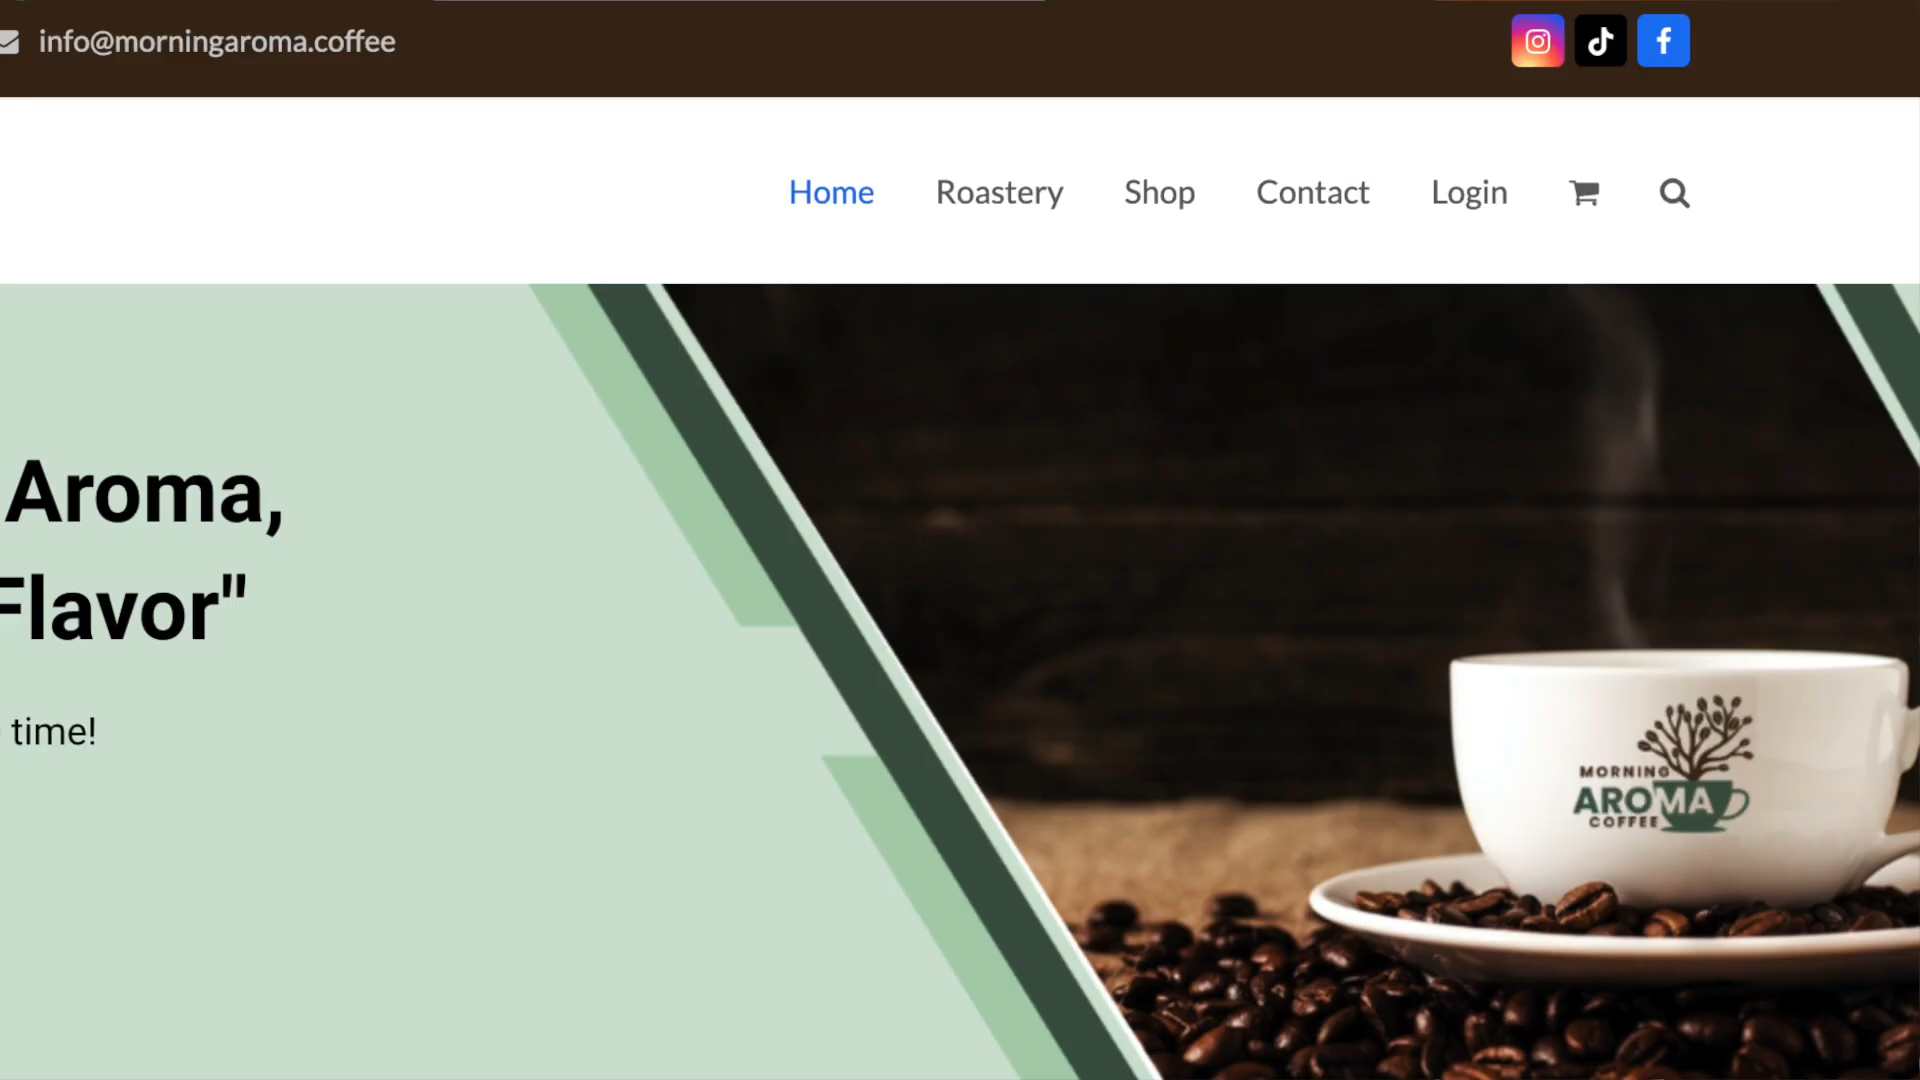 info@morningaroma.coffee
Home Roastery Shop Contact Login
Aroma,
Flavor"
time!
MORNING
AROMA
COFFEE